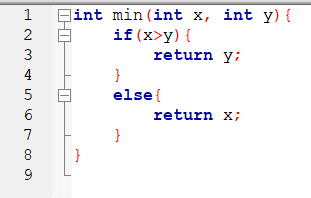 1 int min(int x, int y){
2     if(x>y){
3         return y;
4     }
5     else{
6         return x;
7     }
8 }
9